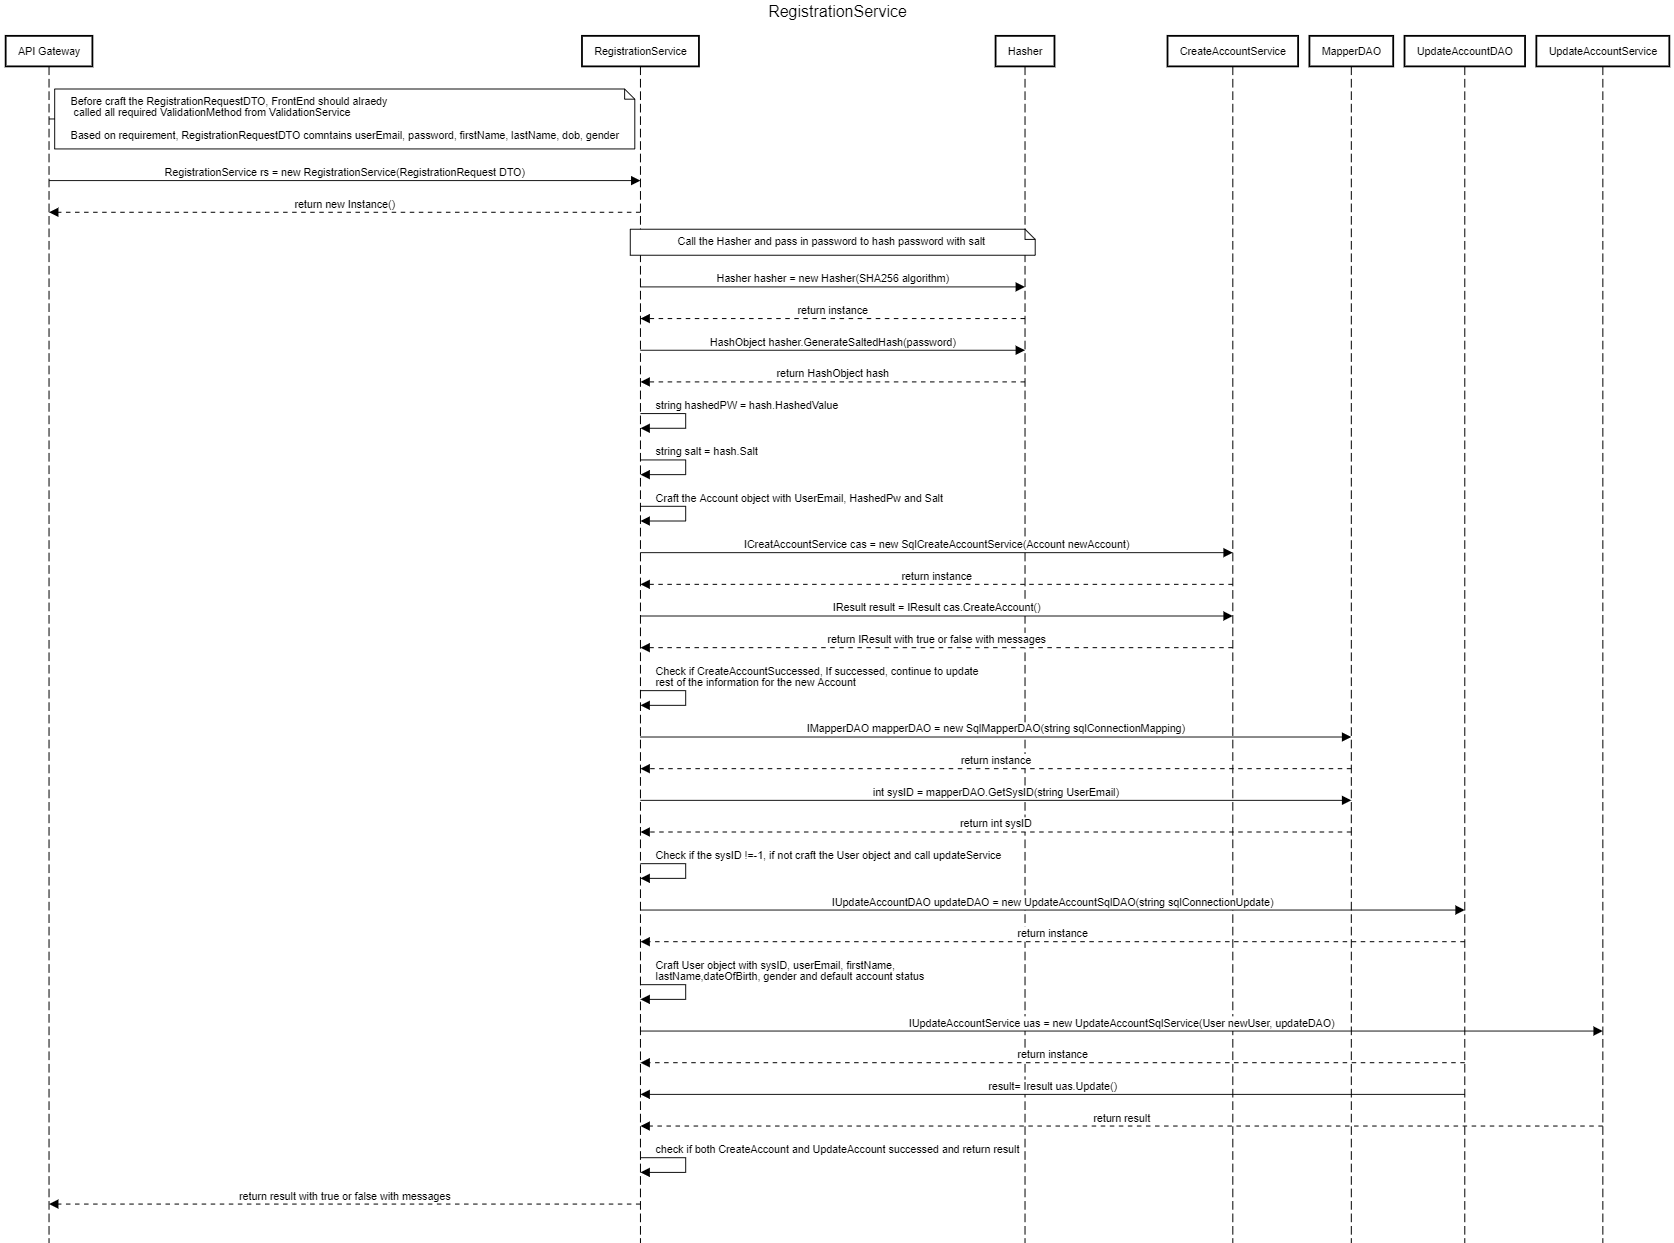 RegistrationService
API Gateway
RegistrationService
Hasher
CreateAccountService
MapperDAO
UpdateAccountDAO
UpdateAccountService
Before craft the RegistrationRequestDTO, FrontEnd should alraedy
called all required ValidationMethod from ValidationService
Based on requirement, RegistrationRequestDTO comntains userEmail, password, firstName, lastName, dob, gender
RegistrationService rs = new RegistrationService(RegistrationRequest DTO)
return new Instance()
Call the Hasher and pass in password to hash password with salt
Hasher hasher = new Hasher(SHA256 algorithm)
return instance
HashObject hasher.GenerateSaltedHash(password)
return HashObject hash
string hashedPW = hash.HashedValue
string salt = hash.Salt
Craft the Account object with UserEmail, HashedPw and Salt
ICreatAccountService cas = new SqlCreateAccountService(Account newAccount)
return instance
IResult result = IResult cas.CreateAccount()
return IResult with true or false with messages
Check if CreateAccountSuccessed, If successed, continue to update
rest of the information for the new Account
IMapperDAO mapperDAO = new SqlMapperDAO(string sqlConnectionMapping)
return instance
int sysID = mapperDAO.GetSysID(string UserEmail)
return int sysID
Check if the sysID !=-1, if not craft the User object and call updateService
IUpdateAccountDAO updateDAO = new UpdateAccountSqlDAO(string sqlConnectionUpdate)
return instance
Craft User object with sysID, userEmail, firstName,
lastName,dateOfBirth, gender and default account status
IUpdateAccountService uas = new UpdateAccountSqlService(User newUser, updateDAO)
return instance
result= Iresult uas.Update()
return result
check if both CreateAccount and UpdateAccount successed and return result
return result with true or false with messages